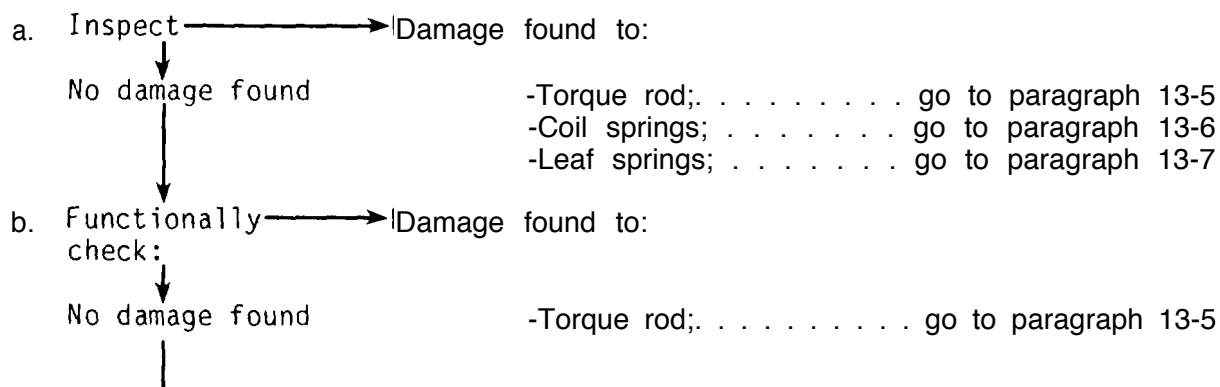 a. Inspect Damage found to:
No damage found -Torque rod;. . . . . . . . . go to paragraph 13-5
-Coil springs; . . . . . . . go to paragraph 13-6
-Leaf springs; . . . . . . . go to paragraph 13-7
b. Functionally Damage found to:
check:
No damage found -Torque rod;. . . . . . . . . . go to paragraph 13-5